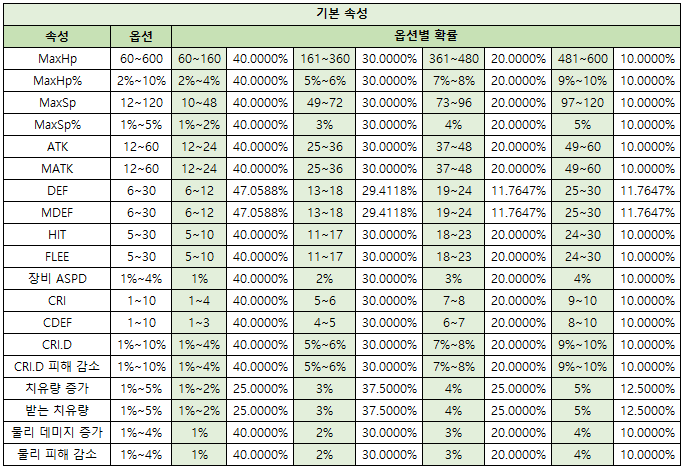 기본 속성
속성 옵션 옵션별 확률
MaxHp 60~600 60~160 40.0000% 161~360 30.0000% 361~480 20.0000% 481~600 10.0000%
MaxHp% 2%~10% 2%~4% 40.0000% 5%~6% 30.0000% 7%~8% 20.0000% 9%~10% 10.0000%
MaxSp 12~120 10~48 40.0000% 49~72 30.0000% 73~96 20.0000% 97~120 10.0000%
MaxSp% 1%~5% 1%~2% 40.0000% 3% 30.0000% 4% 20.0000% 5% 10.0000%
ATK 12~60 12~24 40.0000% 25~36 30.0000% 37~48 20.0000% 49~60 10.0000%
MATK 12~60 12~24 40.0000% 25~36 30.0000% 37~48 20.0000% 49~60 10.0000%
DEF 6~30 6~12 47.0588% 13~18 29.4118% 19~24 11.7647% 25~30 11.7647%
MDEF 6~30 6~12 47.0588% 13~18 29.4118% 19~24 11.7647% 25~30 11.7647%
HIT 5~30 5~10 40.0000% 11~17 30.0000% 18~23 20.0000% 24~30 10.0000%
FLEE 5~30 5~10 40.0000% 11~17 30.0000% 18~23 20.0000% 24~30 10.0000%
장비 ASPD 1%~4% 1% 40.0000% 2% 30.0000% 3% 20.0000% 4% 10.0000%
CRI 1~10 1~4 40.0000% 5~6 30.0000% 7~8 20.0000% 9~10 10.0000%
CDEF 1~10 1~3 40.0000% 4~5 30.0000% 6~7 20.0000% 8~10 10.0000%
CRI.D 1%~10% 1%~4% 40.0000% 5%~6% 30.0000% 7%~8% 20.0000% 9%~10% 10.0000%
CRI.D 피해 감소 1%~10% 1%~4% 40.0000% 5%~6% 30.0000% 7%~8% 20.0000% 9%~10% 10.0000%
치유량 증가 1%~5% 1%~2% 25.0000% 3% 37.5000% 4% 25.0000% 5% 12.5000%
받는 치유량 1%~5% 1%~2% 25.0000% 3% 37.5000% 4% 25.0000% 5% 12.5000%
물리 데미지 증가 1%~4% 1% 40.0000% 2% 30.0000% 3% 20.0000% 4% 10.0000%
물리 피해 감소 1%~4% 1% 40.0000% 2% 30.0000% 3% 20.0000% 4% 10.0000%